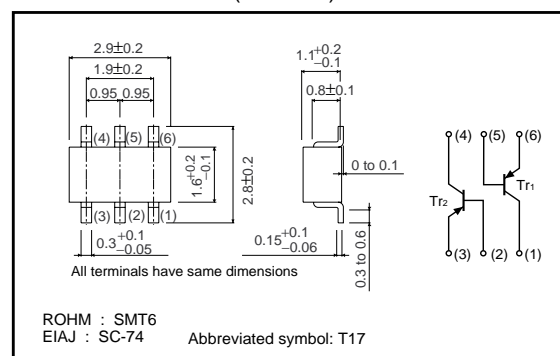 2.9±0.2
1.9±0.2
0.95 0.95
(4) (5) (6)
1.6+0.2
−0.1
2.8±0.2
(3) (2) (1)
0.3+0.1
−0.05
All terminals have same dimensions
1.1+0.2
−0.1
0.8±0.1
0 to 0.1
0.15+0.1
−0.06
0.3 to 0.6
(4) (5) (6)
Tr1
Tr2
(3) (2) (1)
ROHM : SMT6
EIAJ : SC-74
Abbreviated symbol: T17